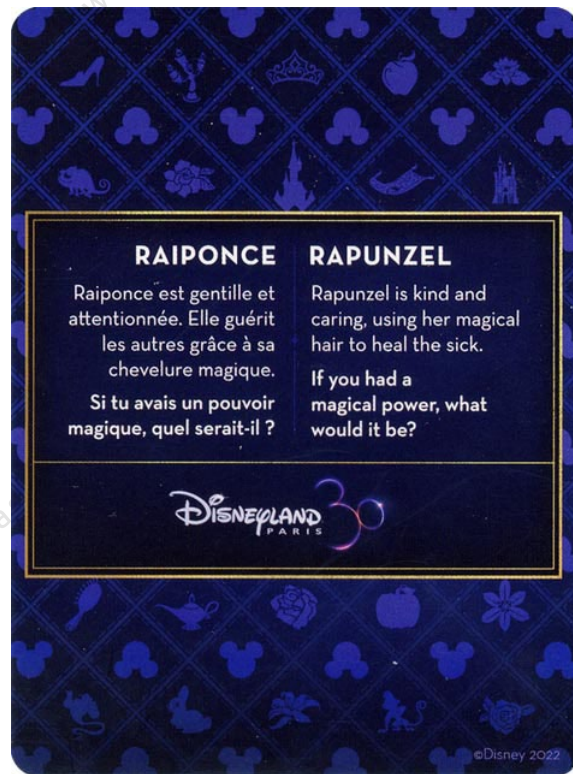 RAIPONCE
Raiponce est gentille et
attentionnée. Elle guérit
les autres grâce à sa
chevelure magique.
Si tu avais un pouvoir
magique, quel serait-il ?
RAPUNZEL
Rapunzel is kind and
caring, using her magical
hair to heal the sick.
If you had a
magical power, what
would it be?
DISNEYLAND
PARIS
30
©Disney 2022